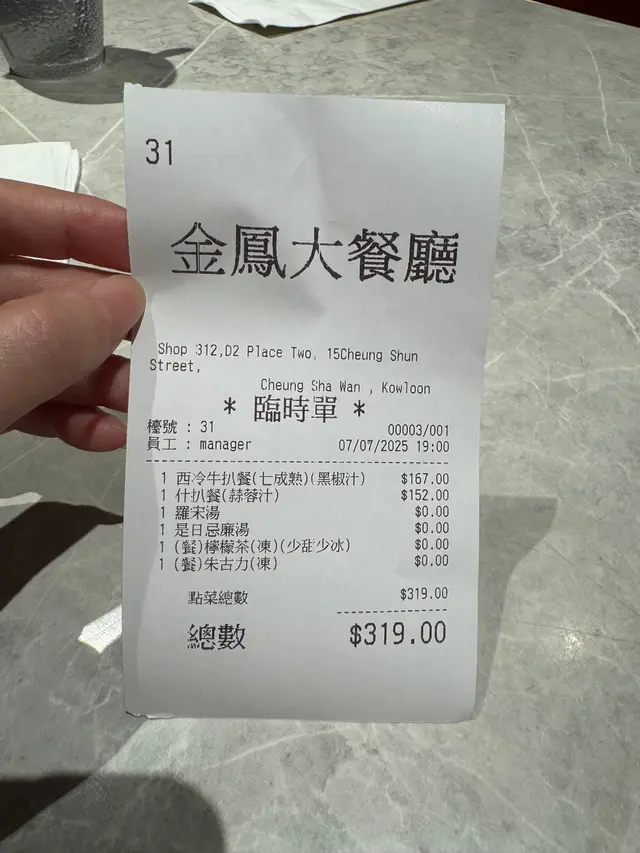 31
金鳳大餐廳
Shop 312,D2 Place Two, 15Cheung Shun
Street,
Cheung Sha Wan , Kowloon
* 臨時單 *
檯號 : 31 00003/001
員工 : manager 07/07/2025 19:00
1 西冷牛扒餐(七成熟)(黑椒汁) $167.00
1 什扒餐(蒜蓉汁) $152.00
1 羅宋湯 $0.00
1 是日忌廉湯 $0.00
1 (餐)檸檬茶(凍)(少甜少冰) $0.00
1 (餐)朱古力(凍) $0.00
點菜總數 $319.00
總數 $319.00